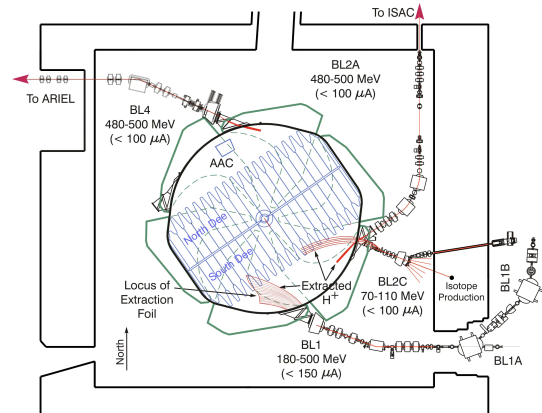 To ISAC
BL2A
480-500 MeV
(< 100 µA)
To ARIEL
BL4
480-500 MeV
(< 100 µA)
AAC
North Dee
South Dee
Locus of
Extraction
Foil
Extracted
H+
BL2C
70-110 MeV
(< 100 µA)
Isotope
Production
BL1B
North
BL1
180-500 MeV
(< 150 µA)
BL1A